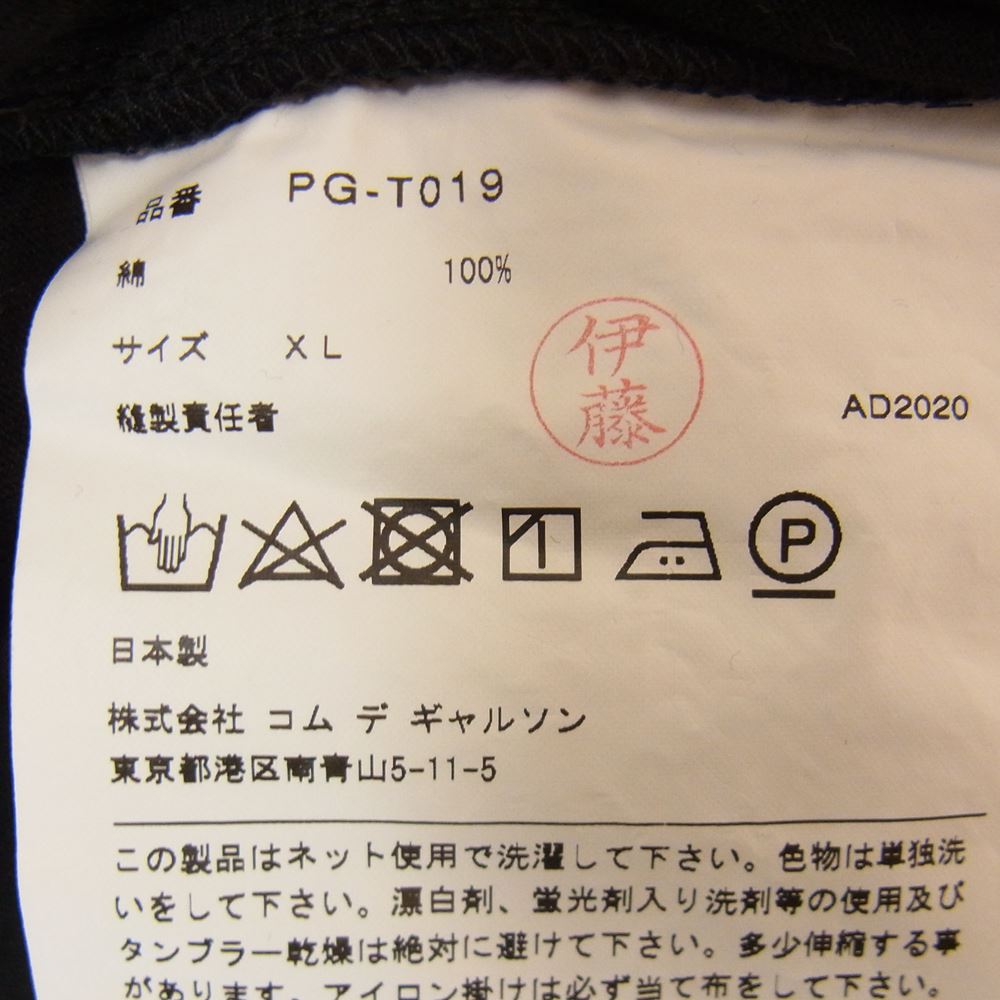 品番 PG-T019
綿 100%
サイズ XL
縫製責任者 伊藤 AD2020
P
日本製
株式会社 コム デ ギャルソン
東京都港区南青山5-11-5
この製品はネット使用で洗濯して下さい。色物は単独洗
いをして下さい。漂白剤、蛍光剤入り洗剤等の使用及び
タンブラー乾燥は絶対に避けて下さい。多少伸縮する事
があります。アイロン掛けは必ず当て布をして下さい。